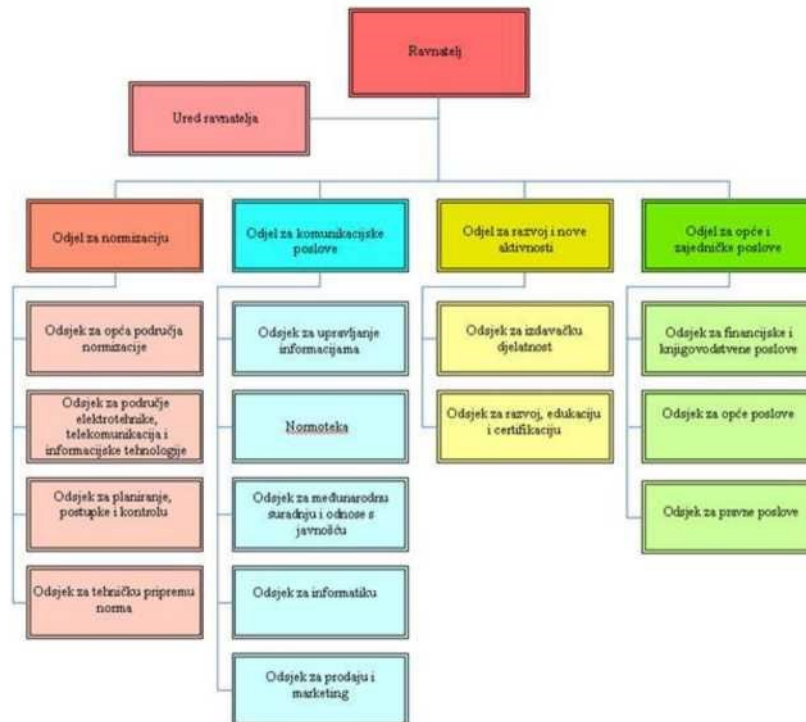 Ravnatelj
Ured ravnatelja
Odjel za normizaciju
Odjel za komunikacijske
poslove
Odjel za razvoj i nove
aktivnosti
Odjel za opće i
zajedničke poslove
Odsjek za opća područja
normizacije
Odsjek za područje
elektrotehnike,
telekomunikacija i
informacijske tehnologije
Odsjek za planiranje,
postupke i kontrolu
Odsjek za tehničku pripremu
norma
Odsjek za upravljanje
informacijama
Normoteka
Odsjek za međunarodnu
suradnju i odnose s
javnošću
Odsjek za informatiku
Odsjek za prodaju i
marketing
Odsjek za izdavačku
djelatnost
Odsjek za razvoj, edukaciju
i certifikaciju
Odsjek za financijske i
knjigovodstvene poslove
Odsjek za opće poslove
Odsjek za pravne poslove